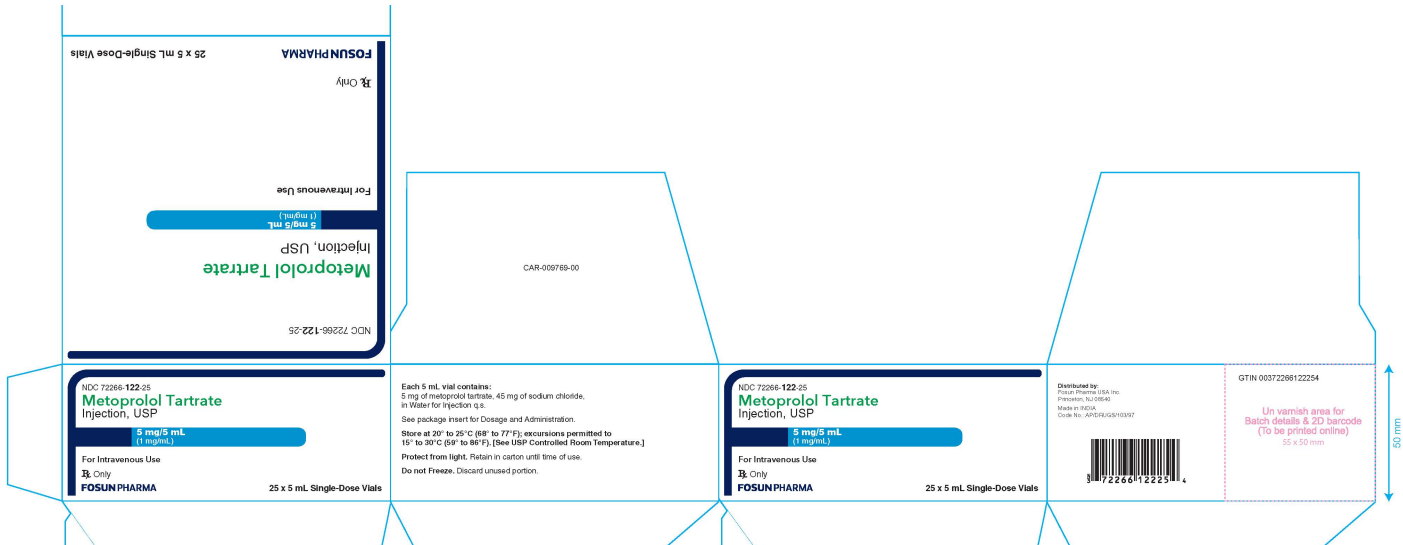 25 x 5 mL Single-Dose Vials
FOSUN PHARMA
℞ Only
For Intravenous Use
5 mg/5 mL
(1 mg/mL)
Injection, USP
Metoprolol Tartrate
NDC 72266-122-25
CAR-009769-00
NDC 72266-122-25
Metoprolol Tartrate
Injection, USP
5 mg/5 mL
(1 mg/mL)
For Intravenous Use
℞ Only
FOSUN PHARMA
25 x 5 mL Single-Dose Vials
Each 5 mL vial contains:
5 mg of metoprolol tartrate, 45 mg of sodium chloride,
in Water for Injection q.s.
See package insert for Dosage and Administration.
Store at 20° to 25°C (68° to 77°F); excursions permitted to
15° to 30°C (59° to 86°F). [See USP Controlled Room Temperature.]
Protect from light. Retain in carton until time of use.
Do not Freeze. Discard unused portion.
NDC 72266-122-25
Metoprolol Tartrate
Injection, USP
5 mg/5 mL
(1 mg/mL)
For Intravenous Use
℞ Only
FOSUN PHARMA
25 x 5 mL Single-Dose Vials
Distributed by:
Fosun Pharma USA Inc.
Princeton, NJ 08540
Made in INDIA
Code No.: AP/DRUGS/103/97
3 72266 12225 4
GTIN 00372266122254
Un varnish area for
Batch details & 2D barcode
(To be printed online)
55 x 50 mm
50 mm